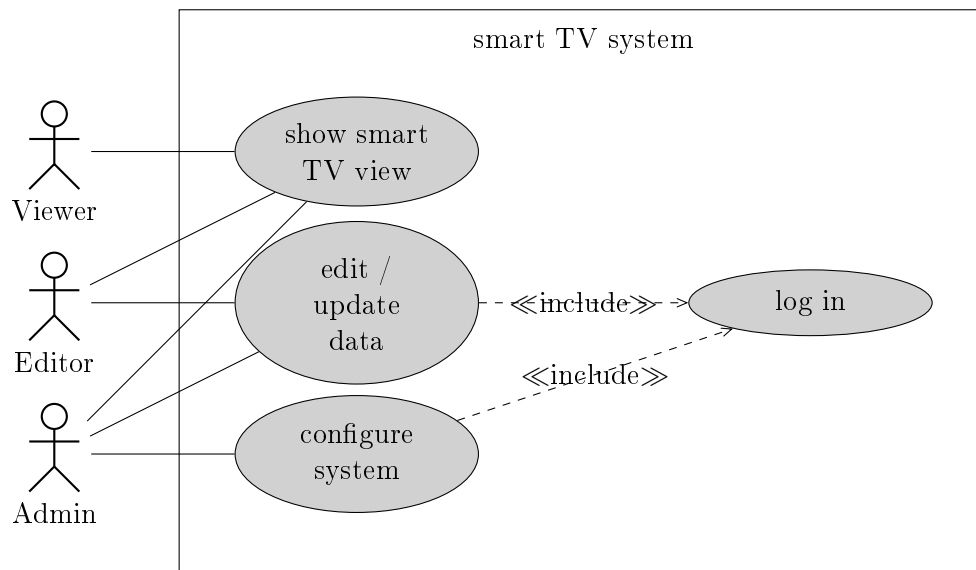 smart TV system
show smart
TV view
Viewer
edit /
update
data
≪include≫
log in
Editor
≪include≫
configure
system
Admin